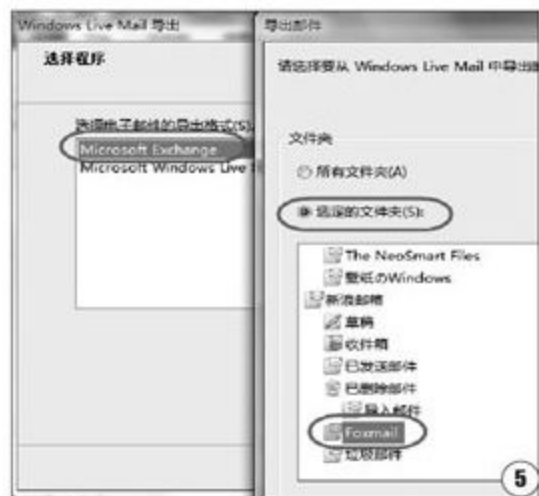 Windows Live Mail 导出
选择程序
选择电子邮件的导出格式(S).
Microsoft Exchange
Microsoft Windows Live
导出邮件
请选择要从 Windows Live Mail 中导出
文件夹
所有文件夹(A)
选定的文件夹(S):
The NeoSmart Files
壁纸のWindows
新浪邮箱
草稿
收件箱
已发送邮件
已删除邮件
导入邮件
Foxmail
垃圾邮件
5